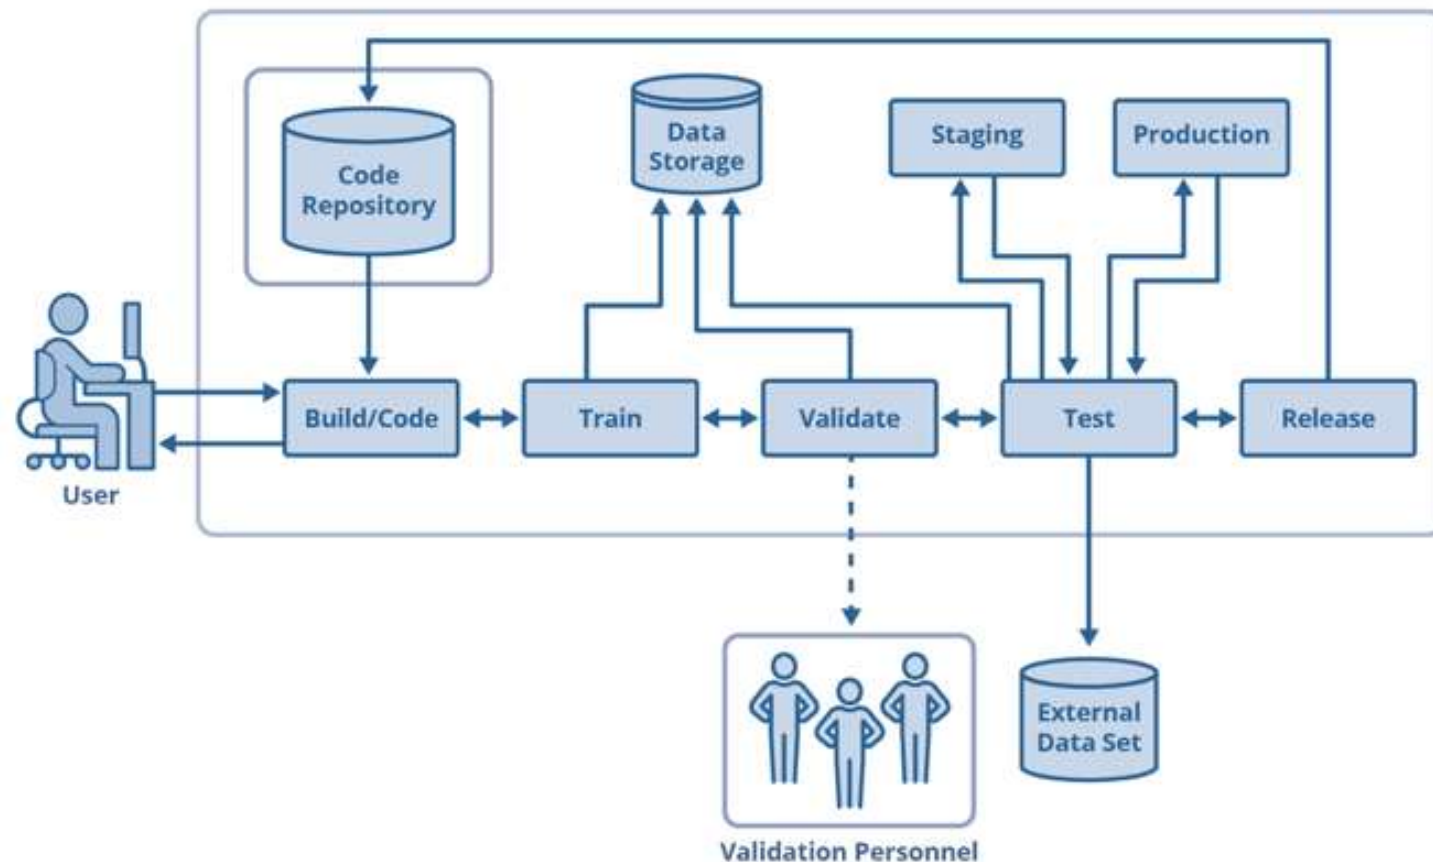 Code
Repository
Data
Storage
Staging
Production
User
Build/Code
Train
Validate
Test
Release
External
Data Set
Validation Personnel